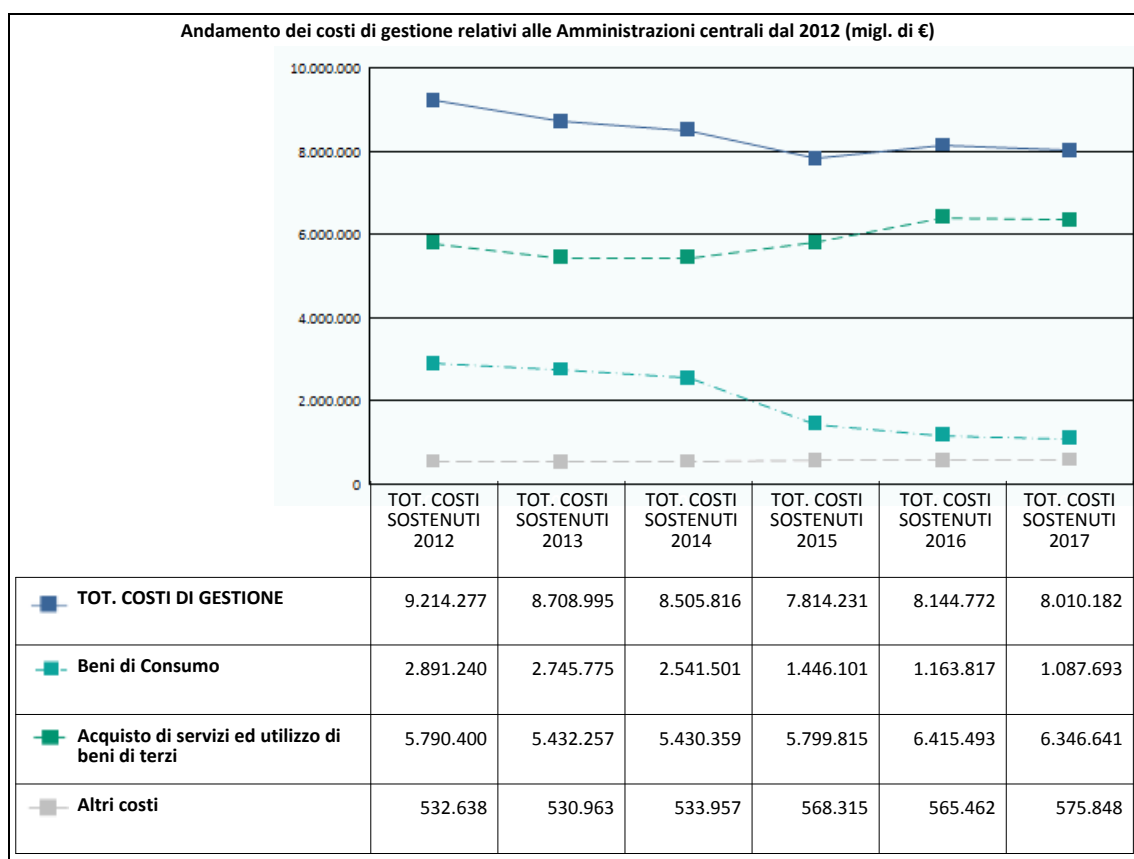 Andamento dei costi di gestione relativi alle Amministrazioni centrali dal 2012 (migl. di €)
10.000.000
8.000.000
6.000.000
4.000.000
2.000.000
0
TOT. COSTI SOSTENUTI 2012 TOT. COSTI SOSTENUTI 2013 TOT. COSTI SOSTENUTI 2014 TOT. COSTI SOSTENUTI 2015 TOT. COSTI SOSTENUTI 2016 TOT. COSTI SOSTENUTI 2017
TOT. COSTI DI GESTIONE 9.214.277 8.708.995 8.505.816 7.814.231 8.144.772 8.010.182
Beni di Consumo 2.891.240 2.745.775 2.541.501 1.446.101 1.163.817 1.087.693
Acquisto di servizi ed utilizzo di
beni di terzi 5.790.400 5.432.257 5.430.359 5.799.815 6.415.493 6.346.641
Altri costi 532.638 530.963 533.957 568.315 565.462 575.848